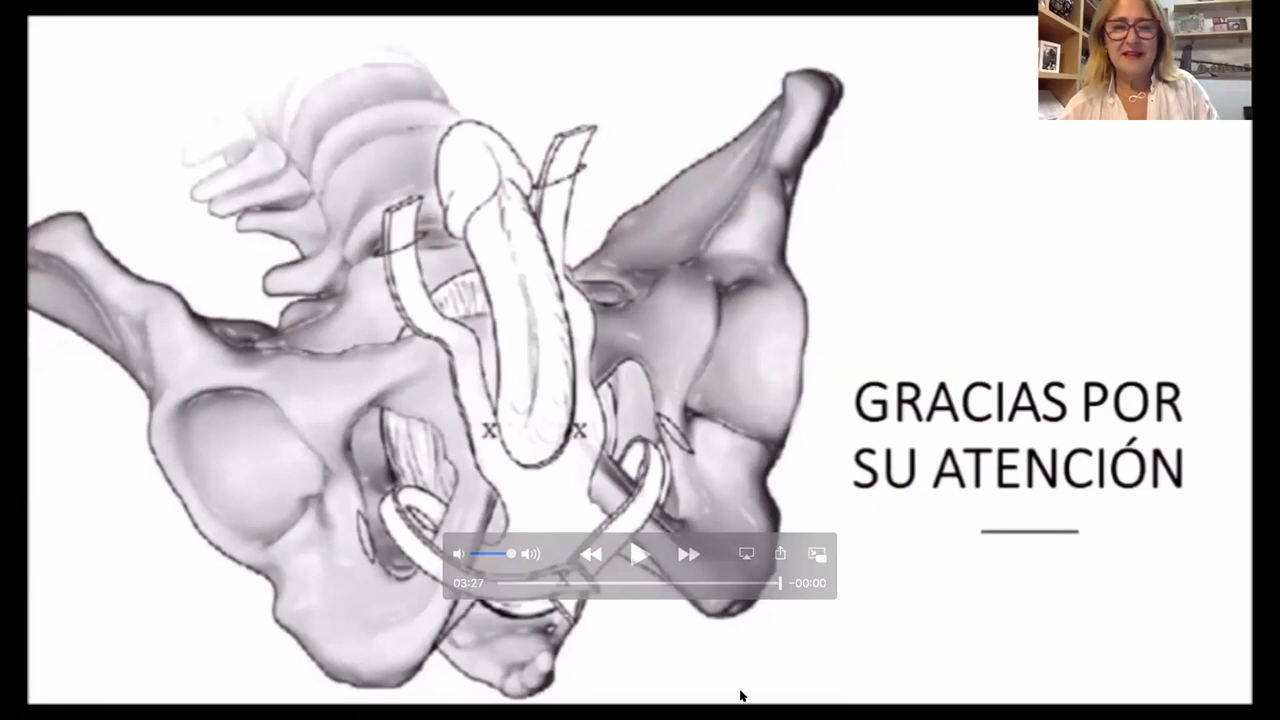 GRACIAS POR
SU ATENCIÓN
X X
03:27 -00:00